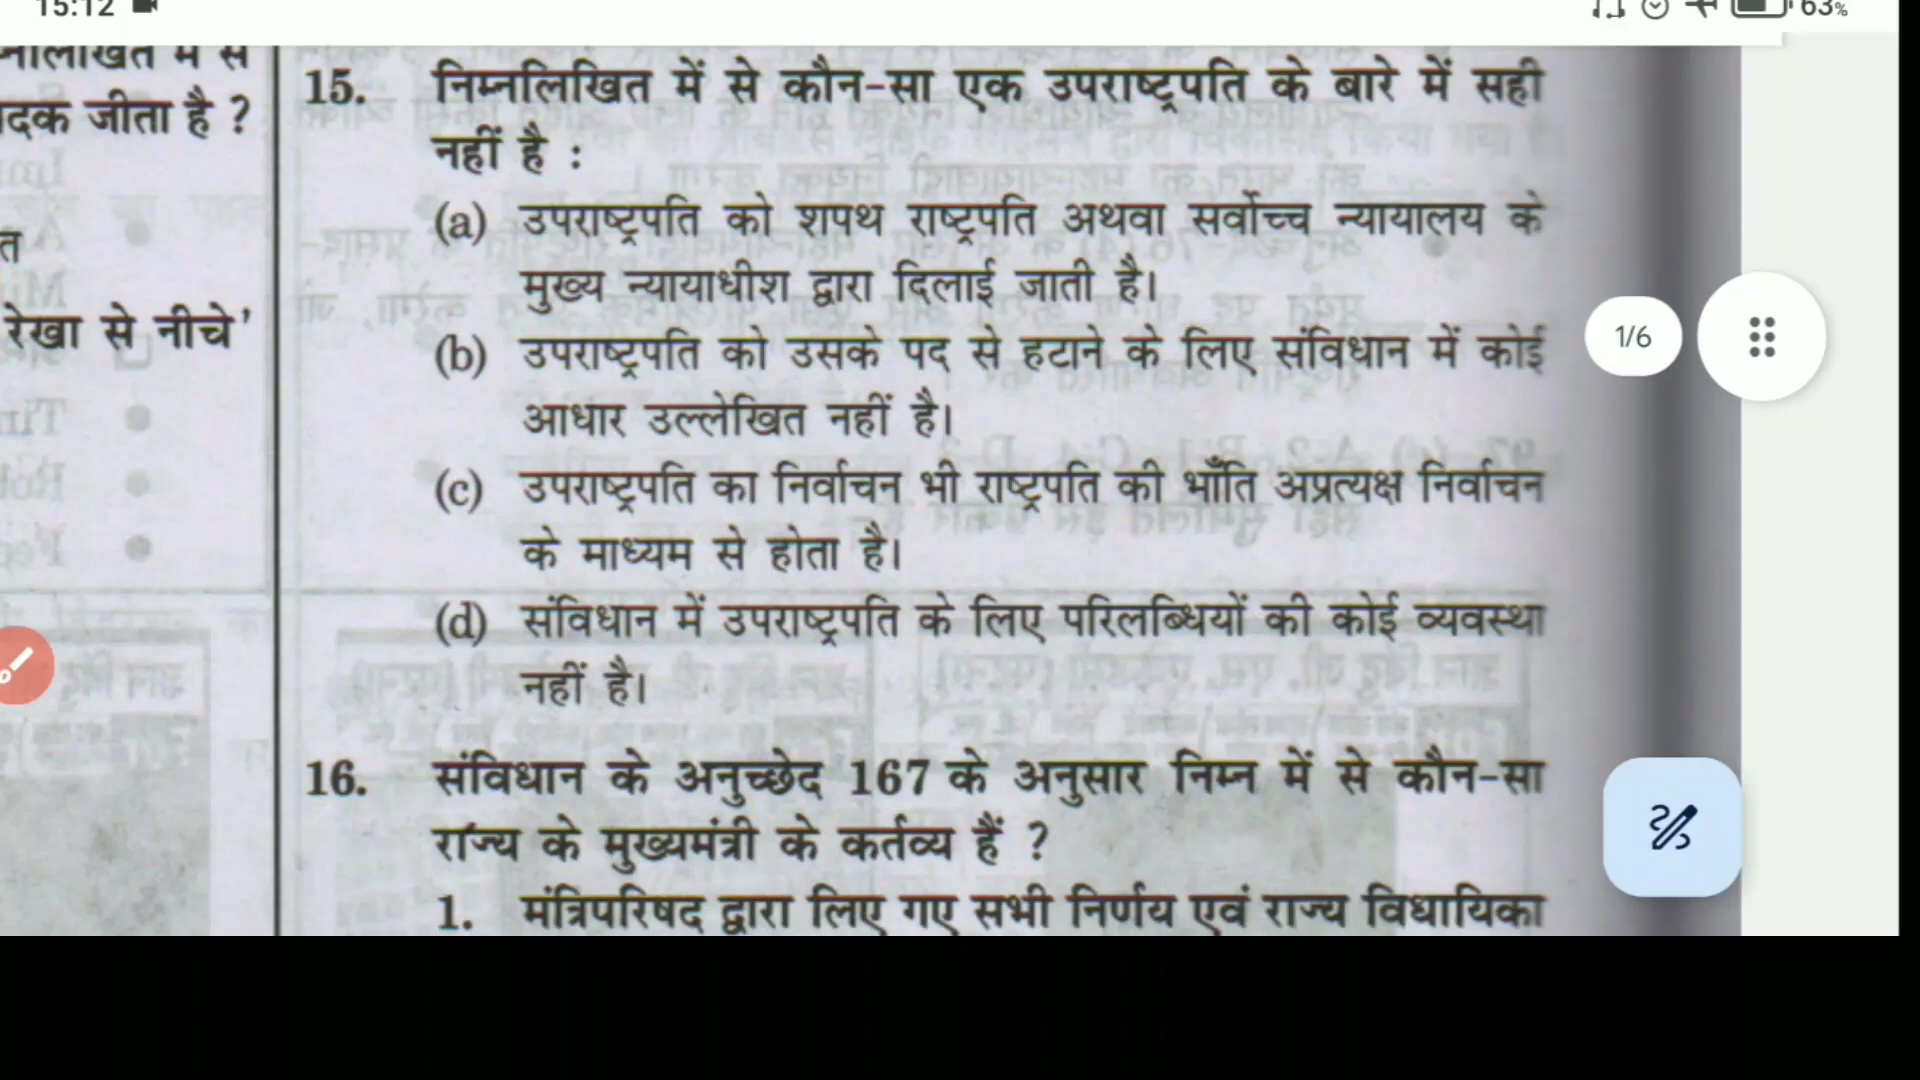 15:12
63%
नलिखित में से
दक जीता है ?
त
रेखा से नीचे'
15. निम्नलिखित में से कौन-सा एक उपराष्ट्रपति के बारे में सही
नहीं है :
(a) उपराष्ट्रपति को शपथ राष्ट्रपति अथवा सर्वोच्च न्यायालय के
मुख्य न्यायाधीश द्वारा दिलाई जाती है।
(b) उपराष्ट्रपति को उसके पद से हटाने के लिए संविधान में कोई
आधार उल्लेखित नहीं है।
(c) उपराष्ट्रपति का निर्वाचन भी राष्ट्रपति की भाँति अप्रत्यक्ष निर्वाचन
के माध्यम से होता है।
(d) संविधान में उपराष्ट्रपति के लिए परिलब्धियों की कोई व्यवस्था
नहीं है।
16. संविधान के अनुच्छेद 167 के अनुसार निम्न में से कौन-सा
राज्य के मुख्यमंत्री के कर्तव्य हैं ?
1. मंत्रिपरिषद द्वारा लिए गए सभी निर्णय एवं राज्य विधायिका
1/6